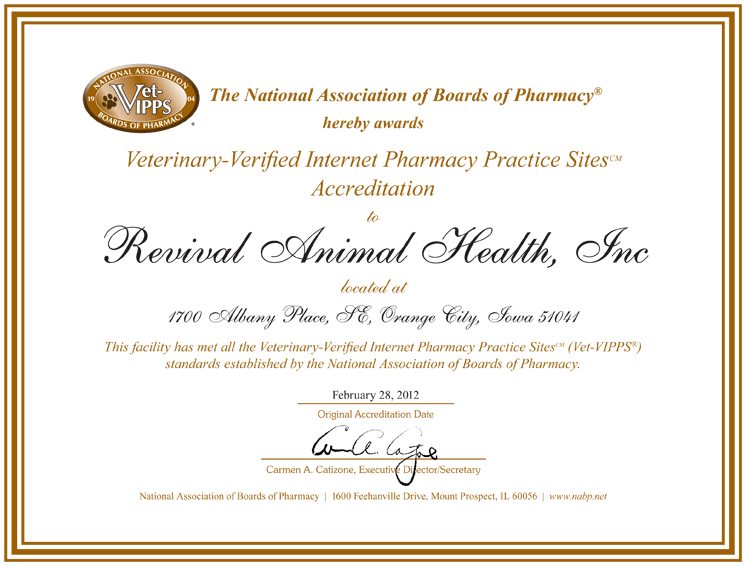 NATIONAL ASSOCIATION
19 Vet- 04
VIPPS
BOARDS OF PHARMACY
The National Association of Boards of Pharmacy®
hereby awards
Veterinary-Verified Internet Pharmacy Practice Sites℠
Accreditation
to
Revival Animal Health, Inc
located at
1700 Albany Place, SE, Orange City, Iowa 51041
This facility has met all the Veterinary-Verified Internet Pharmacy Practice Sites℠ (Vet-VIPPS®)
standards established by the National Association of Boards of Pharmacy.
February 28, 2012
Original Accreditation Date
Carmen A. Catizone, Executive Director/Secretary
National Association of Boards of Pharmacy | 1600 Feehanville Drive, Mount Prospect, IL 60056 | www.nabp.net